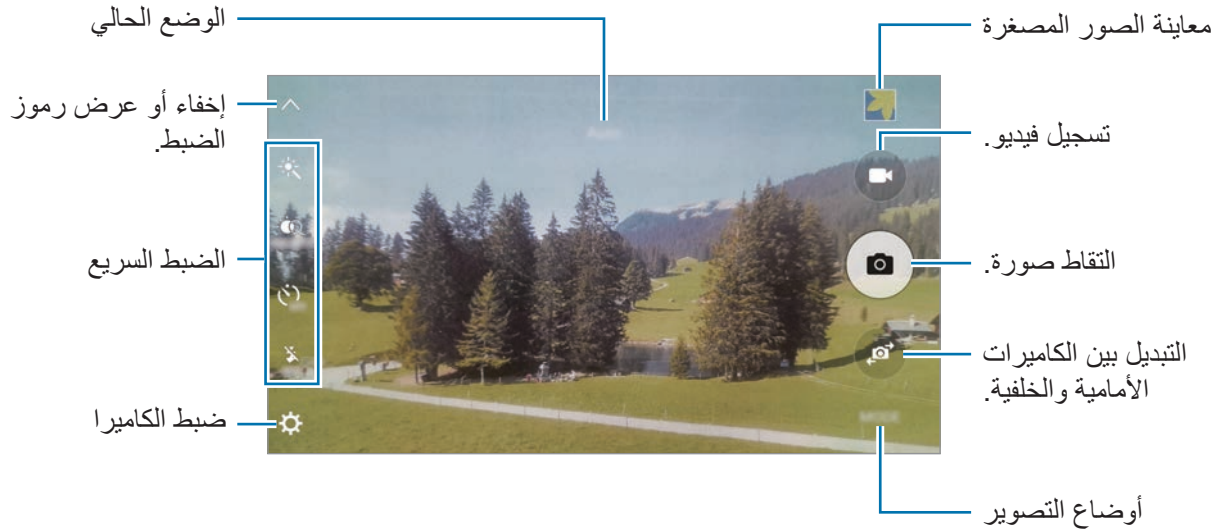 معاينة الصور المصغرة
الوضع الحالي
إخفاء أو عرض رموز
الضبط.
تسجيل فيديو.
الضبط السريع
التقاط صورة.
التبديل بين الكاميرات
الأمامية والخلفية.
ضبط الكاميرا
MODE
أوضاع التصوير